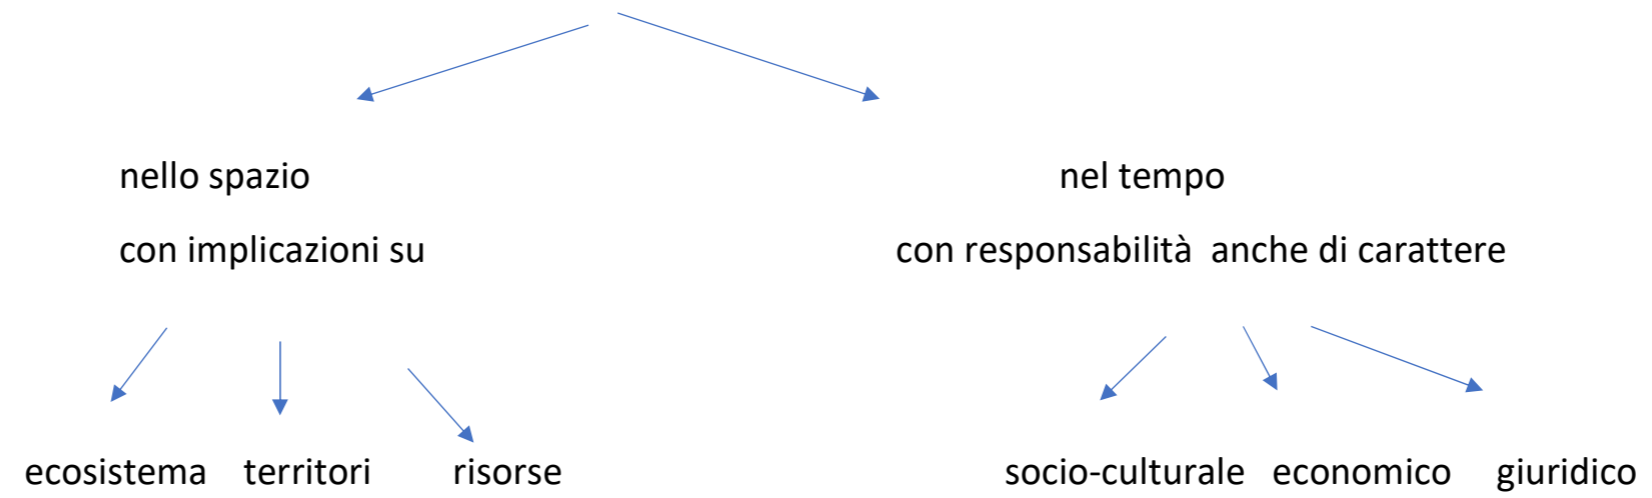 nello spazio
con implicazioni su
ecosistema territori risorse
nel tempo
con responsabilità anche di carattere
socio-culturale economico giuridico